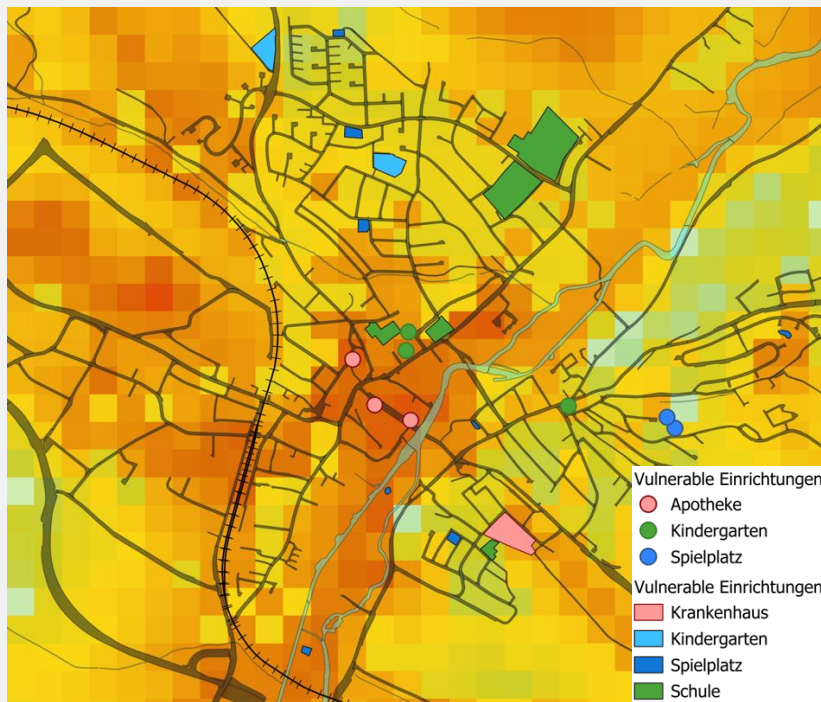 Vulnerable Einrichtungen
Apotheke
Kindergarten
Spielplatz
Vulnerable Einrichtungen
Krankenhaus
Kindergarten
Spielplatz
Schule